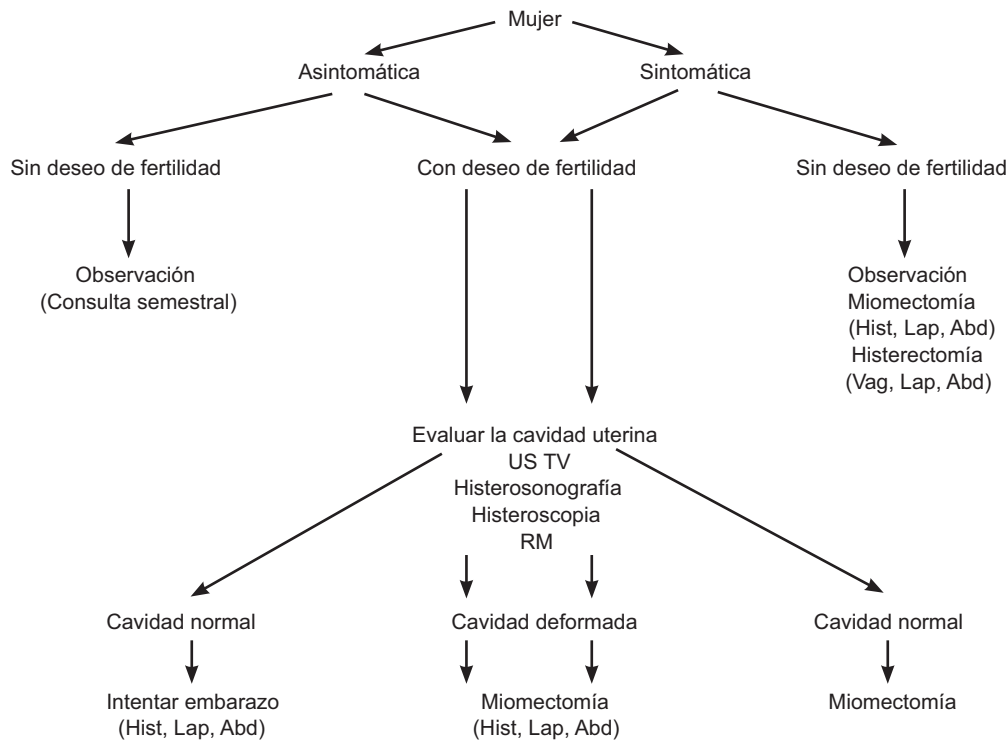 Mujer
Asintomática
Sintomática
Sin deseo de fertilidad
Con deseo de fertilidad
Sin deseo de fertilidad
Observación
(Consulta semestral)
Observación
Miomectomía
(Hist, Lap, Abd)
Histerectomía
(Vag, Lap, Abd)
Evaluar la cavidad uterina
US TV
Histerosonografía
Histeroscopia
RM
Cavidad normal
Cavidad deformada
Cavidad normal
Intentar embarazo
(Hist, Lap, Abd)
Miomectomía
(Hist, Lap, Abd)
Miomectomía